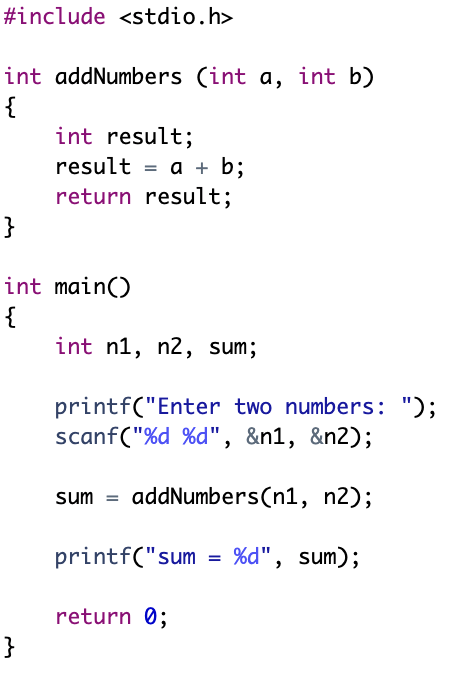 #include <stdio.h>

int addNumbers (int a, int b)
{
    int result;
    result = a + b;
    return result;
}

int main()
{
    int n1, n2, sum;

    printf("Enter two numbers: ");
    scanf("%d %d", &n1, &n2);

    sum = addNumbers(n1, n2);

    printf("sum = %d", sum);

    return 0;
}